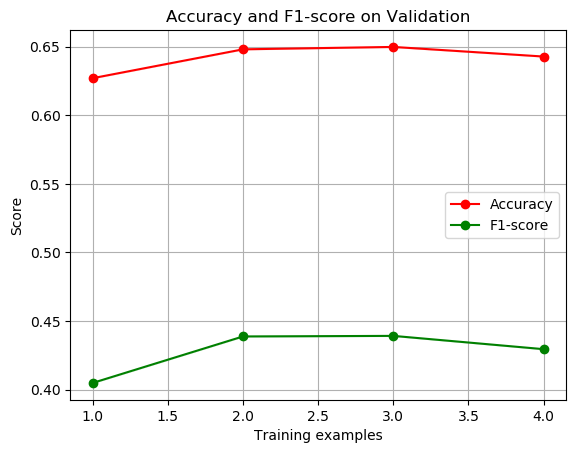 Accuracy and F1-score on Validation
0.65
0.60
0.55
0.50
0.45
0.40
Score
Accuracy
F1-score
1.0 1.5 2.0 2.5 3.0 3.5 4.0
Training examples